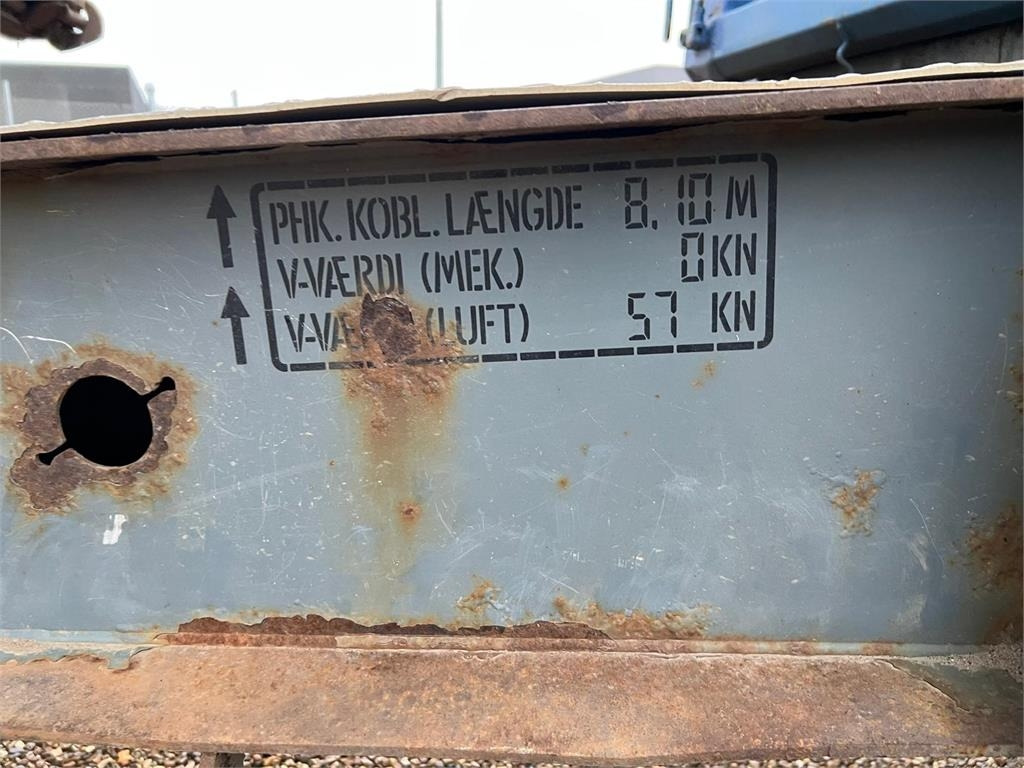 PHK. KOBL. LÆNGDE 8,10 M
V-VÆRDI (MEK.) 0 KN
(LUFT) 57 KN